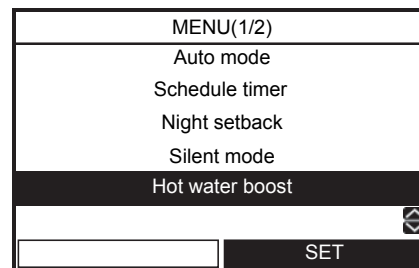 MENU(1/2)
Auto mode
Schedule timer
Night setback
Silent mode
Hot water boost
SET